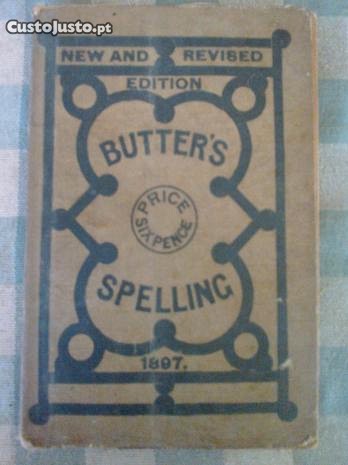 CustoJusto.pt
NEW AND REVISED
EDITION
BUTTER'S
PRICE
SIXPENCE
SPELLING
1897.